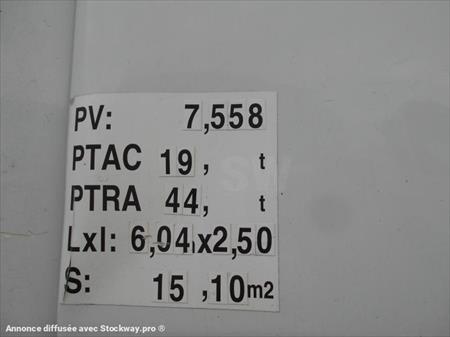 PV: 7,558
PTAC 19, t
PTRA 44, t
Lxl: 6,04x2,50
S: 15,10m2
Annonce diffusée avec Stockway.pro ®